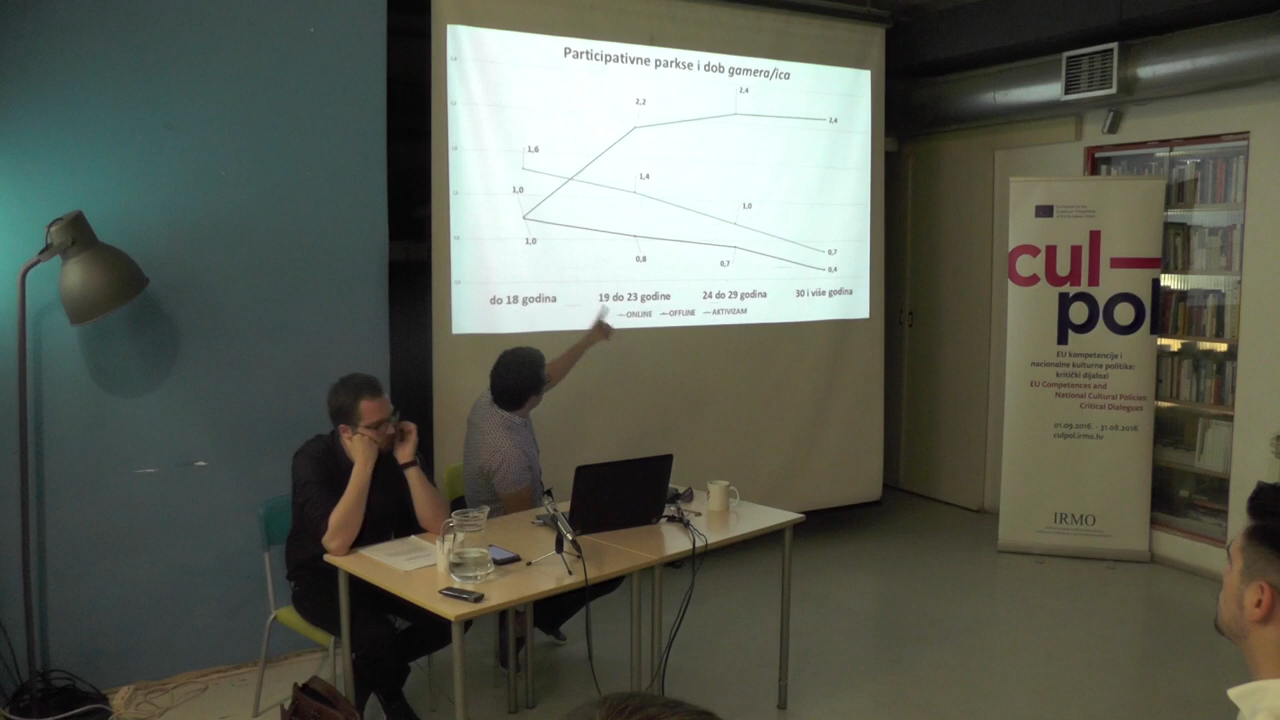 Participativne parkse i dob gamera/ica
2,4
2,2
2,4
1,6
1,4
1,0
1,0
1,0
0,8
0,7
0,7
0,4
do 18 godina
19 do 23 godine
24 do 29 godina
30 i više godina
ONLINE OFFLINE AKTIVIZAM
cul—
pol
EU kompetencije i
nacionalne kulturne politike:
kritički dijalozi
EU Competences and
National Cultural Policies:
Critical Dialogues
01.09.2016. - 31.08.2018.
culpol.irmo.hr
IRMO